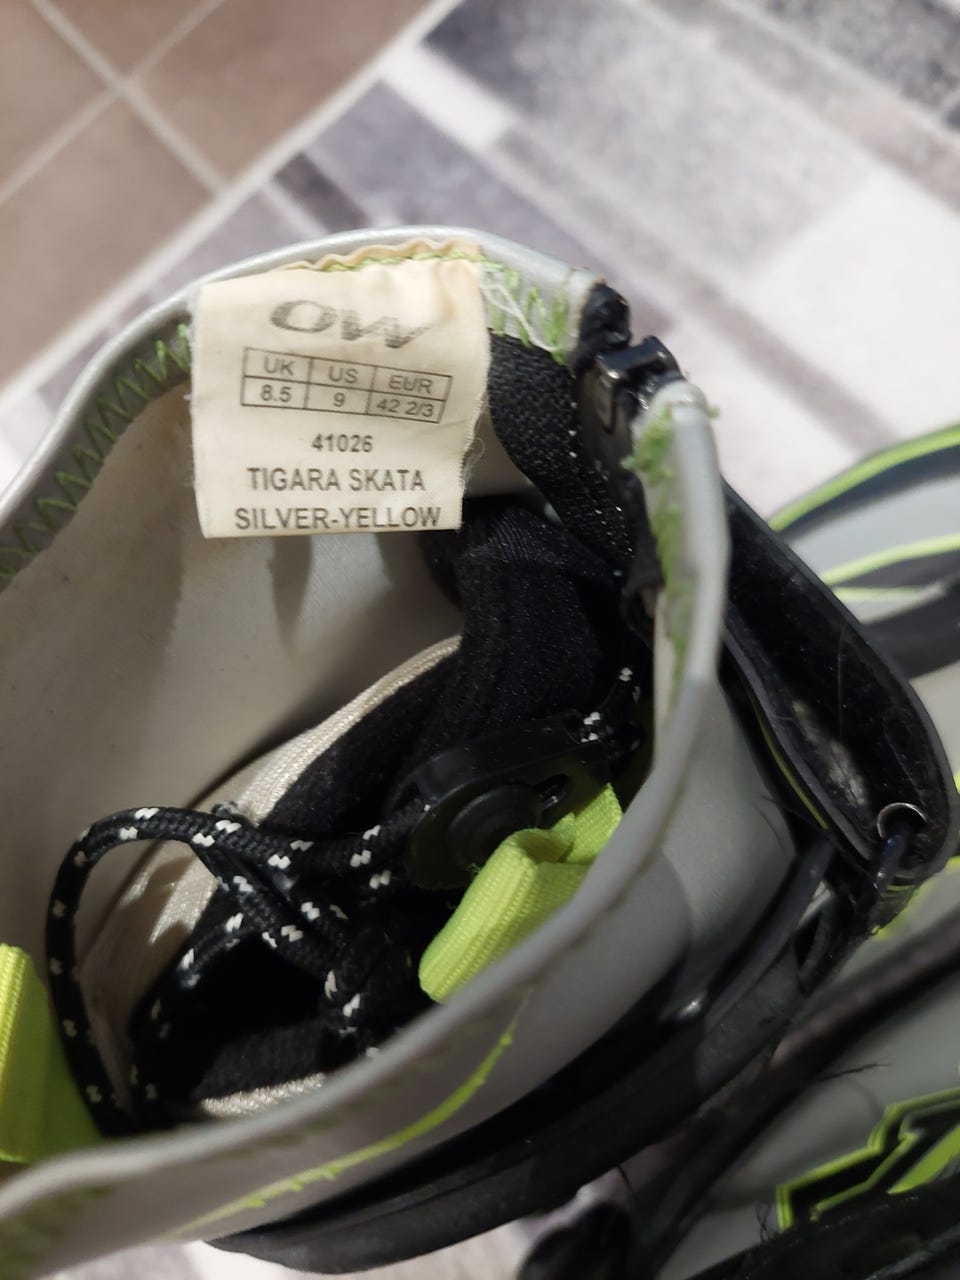 OW
UK US EUR
8.5 9 42 2/3
41026
TIGARA SKATA
SILVER-YELLOW